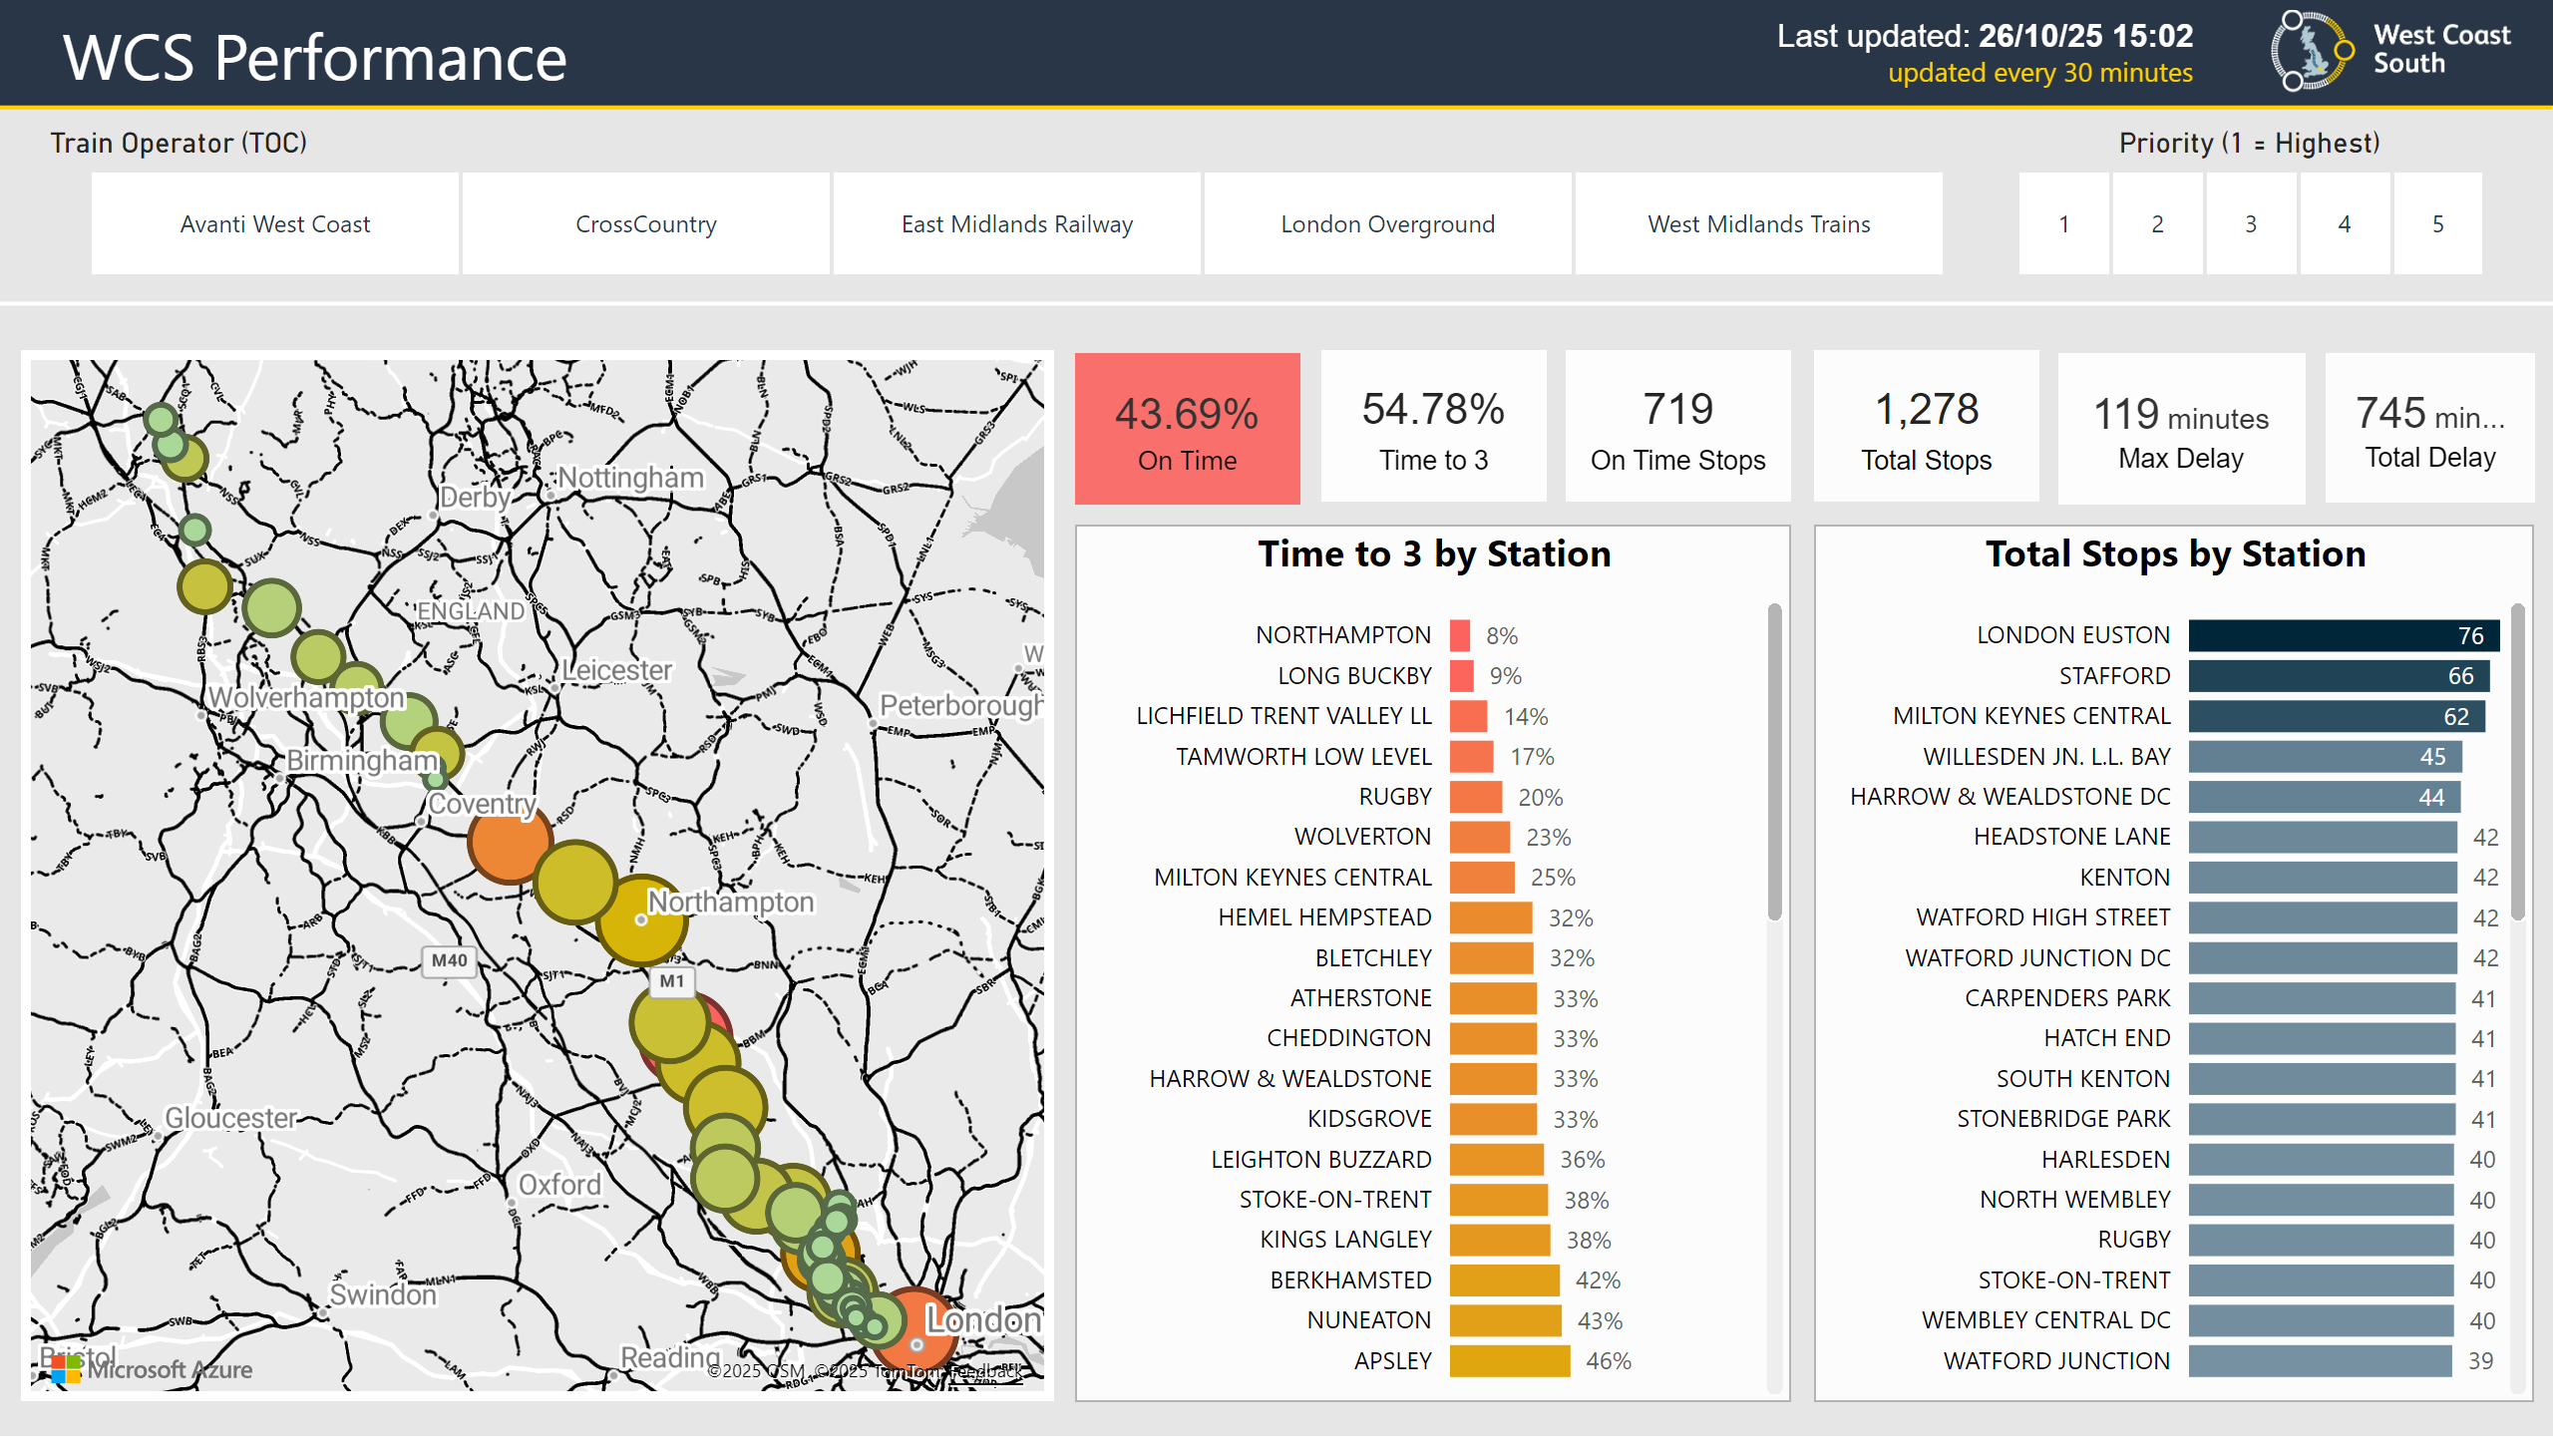 WCS Performance
Last updated: 26/10/25 15:02
updated every 30 minutes
West Coast
South
Train Operator (TOC)
Priority (1 = Highest)
Avanti West Coast
CrossCountry
East Midlands Railway
London Overground
West Midlands Trains
1
2
3
4
5
43.69%
On Time
54.78%
Time to 3
719
On Time Stops
1,278
Total Stops
119 minutes
Max Delay
745 min...
Total Delay
Nottingham
Derby
ENGLAND
Leicester
Wolverhampton
Peterborough
Birmingham
Coventry
Northampton
M40
M1
Gloucester
Oxford
Swindon
London
Reading
Bristol
Microsoft Azure
©2025 OSM, ©2025 TomTom Feedback
Time to 3 by Station
NORTHAMPTON 8%
LONG BUCKBY 9%
LICHFIELD TRENT VALLEY LL 14%
TAMWORTH LOW LEVEL 17%
RUGBY 20%
WOLVERTON 23%
MILTON KEYNES CENTRAL 25%
HEMEL HEMPSTEAD 32%
BLETCHLEY 32%
ATHERSTONE 33%
CHEDDINGTON 33%
HARROW & WEALDSTONE 33%
KIDSGROVE 33%
LEIGHTON BUZZARD 36%
STOKE-ON-TRENT 38%
KINGS LANGLEY 38%
BERKHAMSTED 42%
NUNEATON 43%
APSLEY 46%
Total Stops by Station
LONDON EUSTON 76
STAFFORD 66
MILTON KEYNES CENTRAL 62
WILLESDEN JN. L.L. BAY 45
HARROW & WEALDSTONE DC 44
HEADSTONE LANE 42
KENTON 42
WATFORD HIGH STREET 42
WATFORD JUNCTION DC 42
CARPENDERS PARK 41
HATCH END 41
SOUTH KENTON 41
STONEBRIDGE PARK 41
HARLESDEN 40
NORTH WEMBLEY 40
RUGBY 40
STOKE-ON-TRENT 40
WEMBLEY CENTRAL DC 40
WATFORD JUNCTION 39